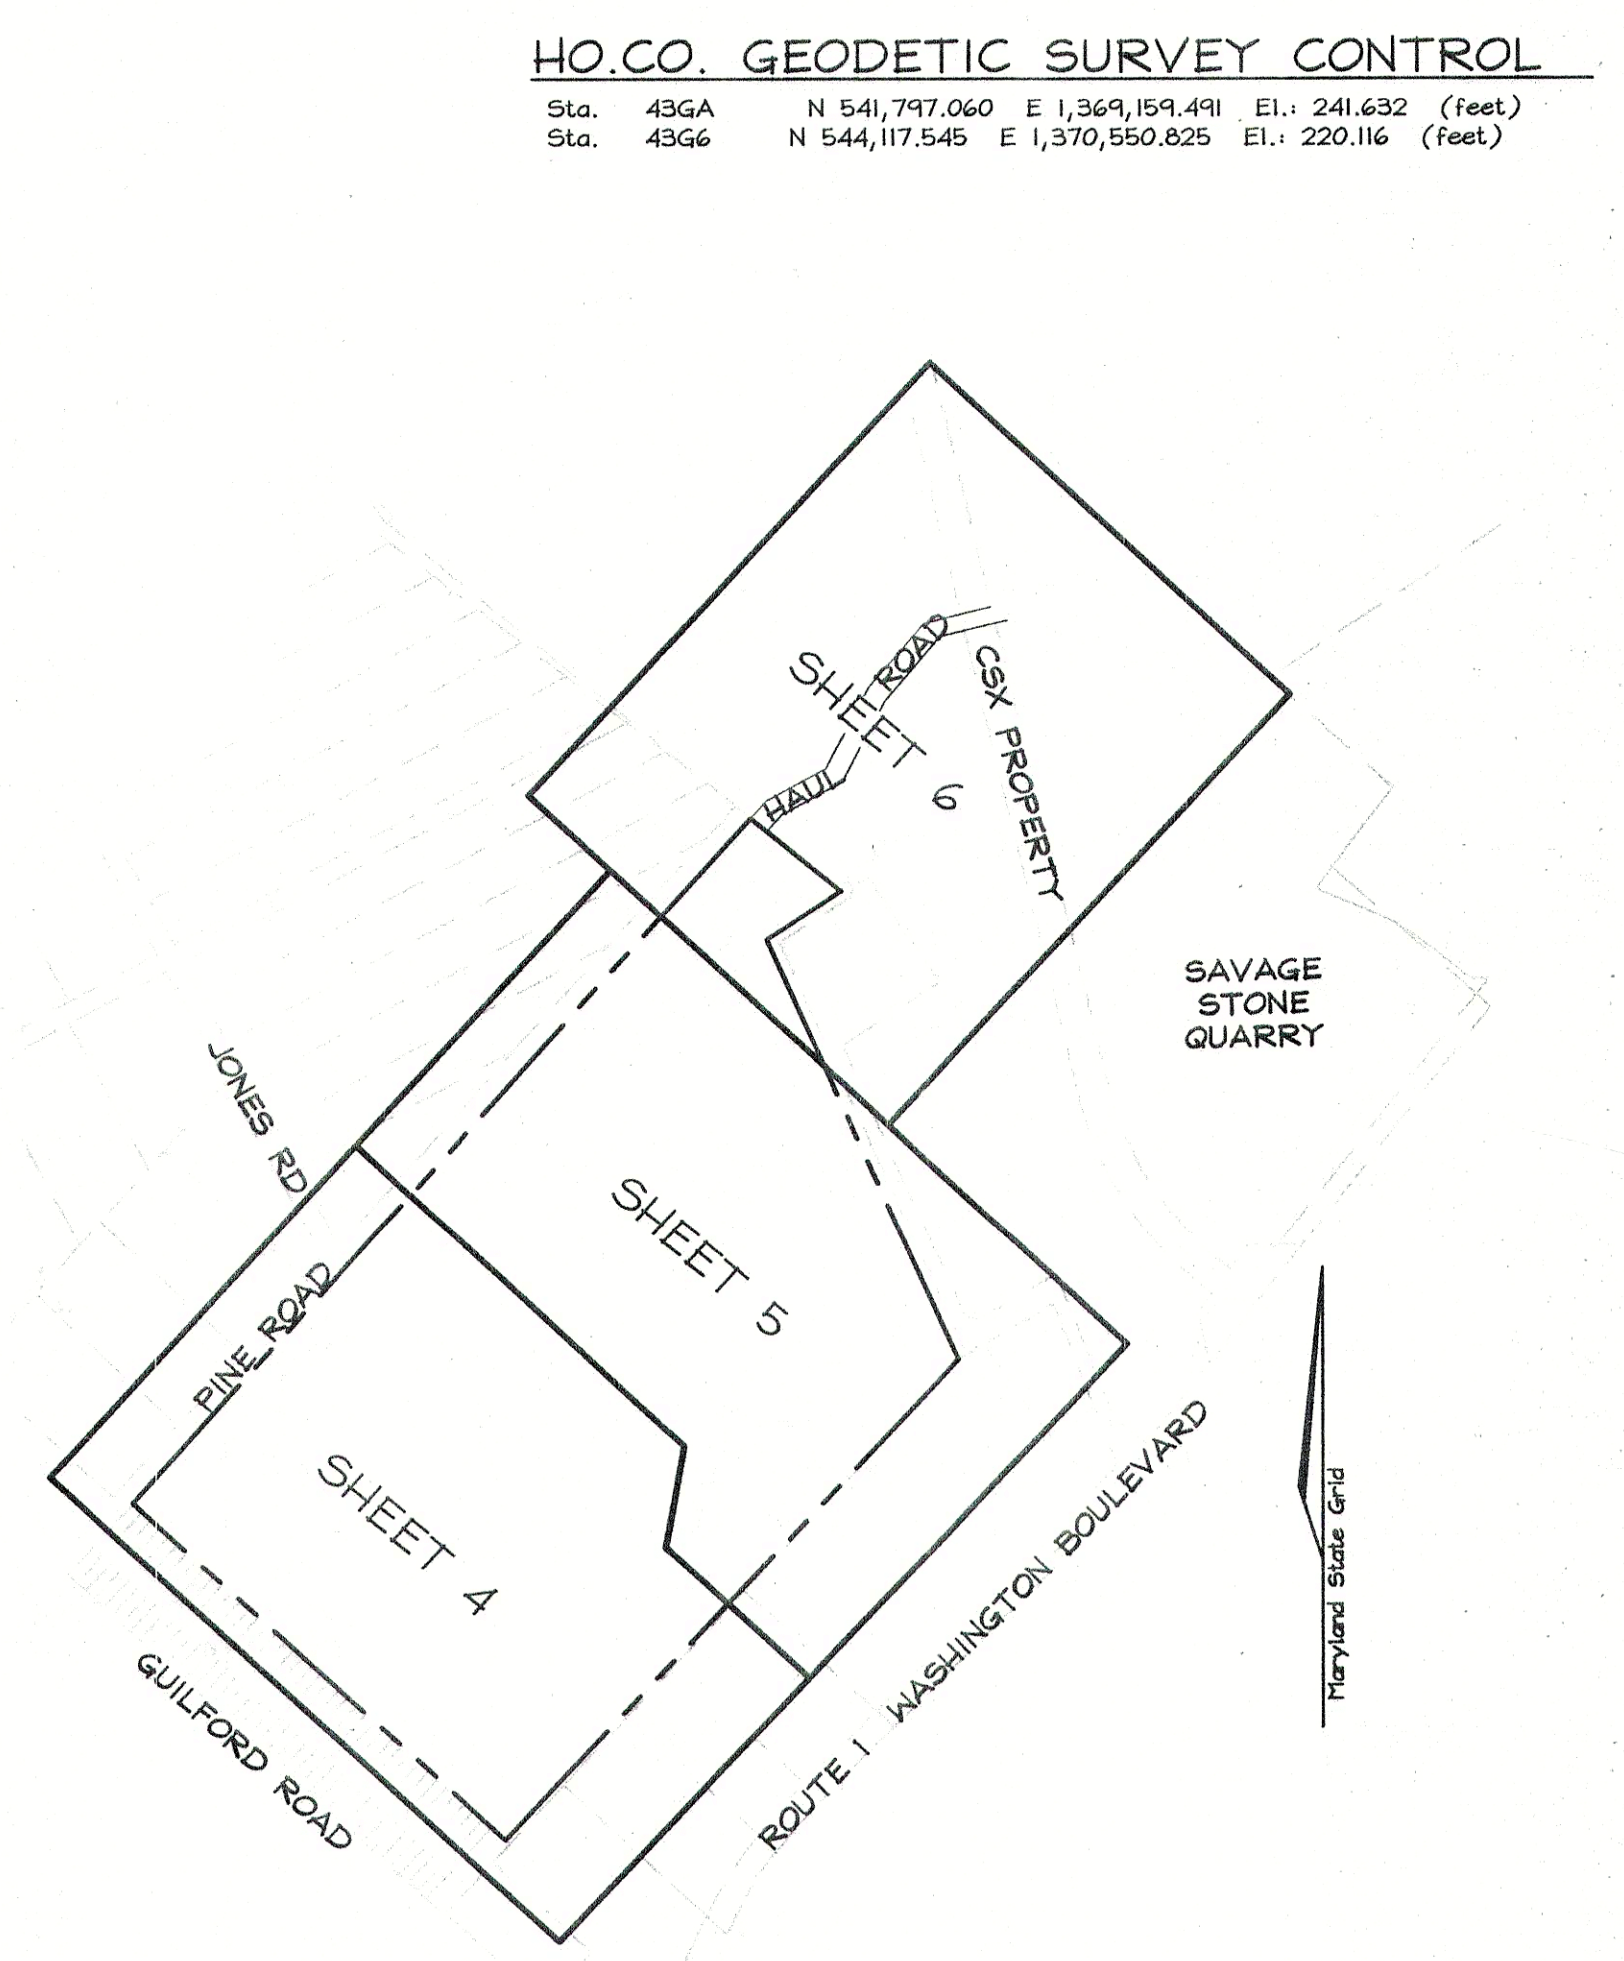 HO.CO. GEODETIC SURVEY CONTROL
Sta. 43GA N 541,797.060 E 1,369,159.491 El.: 241.632 (feet)
Sta. 43G6 N 544,117.545 E 1,370,550.825 El.: 220.116 (feet)
SHEET 6
HAUL ROAD
CSX PROPERTY
SAVAGE
STONE
QUARRY
JONES RD
SHEET 5
PINE ROAD
SHEET 4
GUILFORD ROAD
ROUTE 1 WASHINGTON BOULEVARD
Maryland State Grid